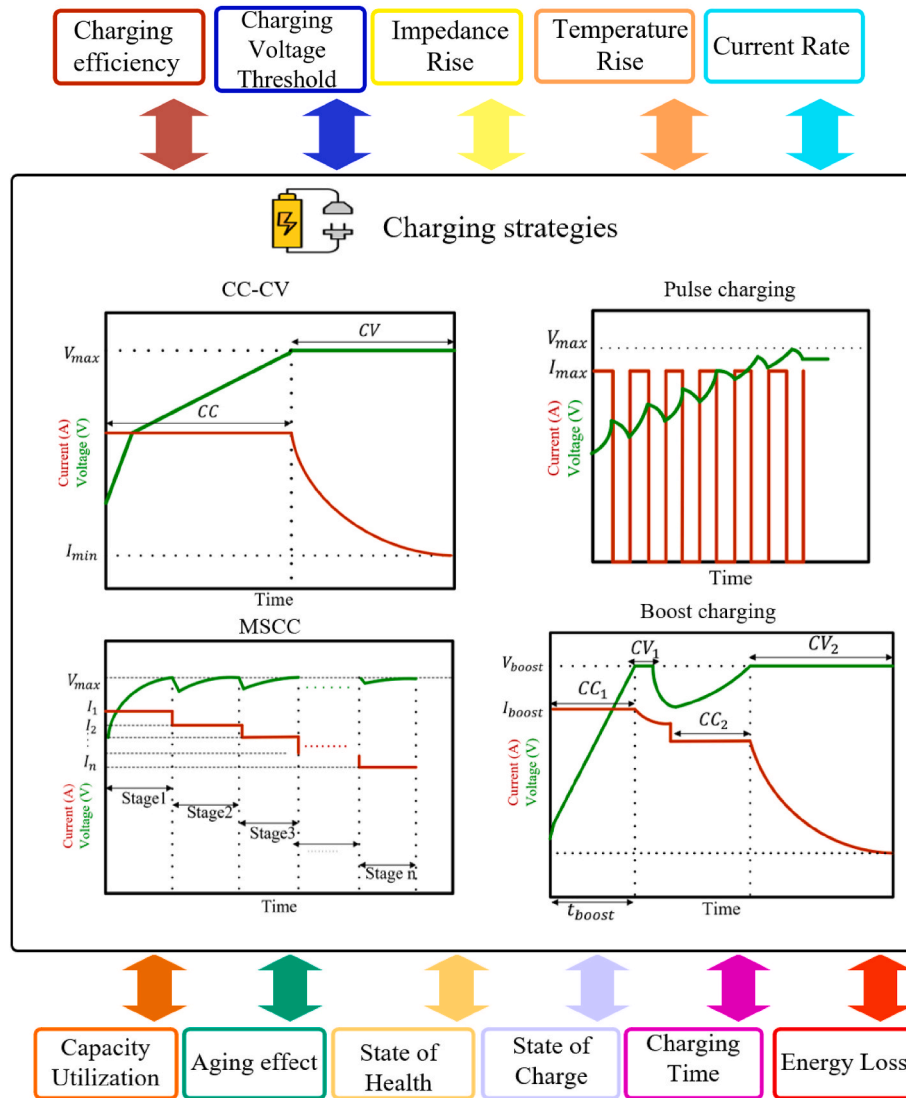 Charging
efficiency
Charging
Voltage
Threshold
Impedance
Rise
Temperature
Rise
Current Rate
Charging strategies
CC-CV
V_max
CV
CC
Current (A)
Voltage (V)
I_min
Time
Pulse charging
V_max
I_max
Current (A)
Voltage (V)
Time
MSCC
V_max
I_1
I_2
I_n
Current (A)
Voltage (V)
Stage1
Stage2
Stage3
Stage n
Time
Boost charging
V_boost
CV_1
CV_2
CC_1
I_boost
CC_2
Current (A)
Voltage (V)
t_boost
Time
Capacity
Utilization
Aging effect
State of
Health
State of
Charge
Charging
Time
Energy Loss